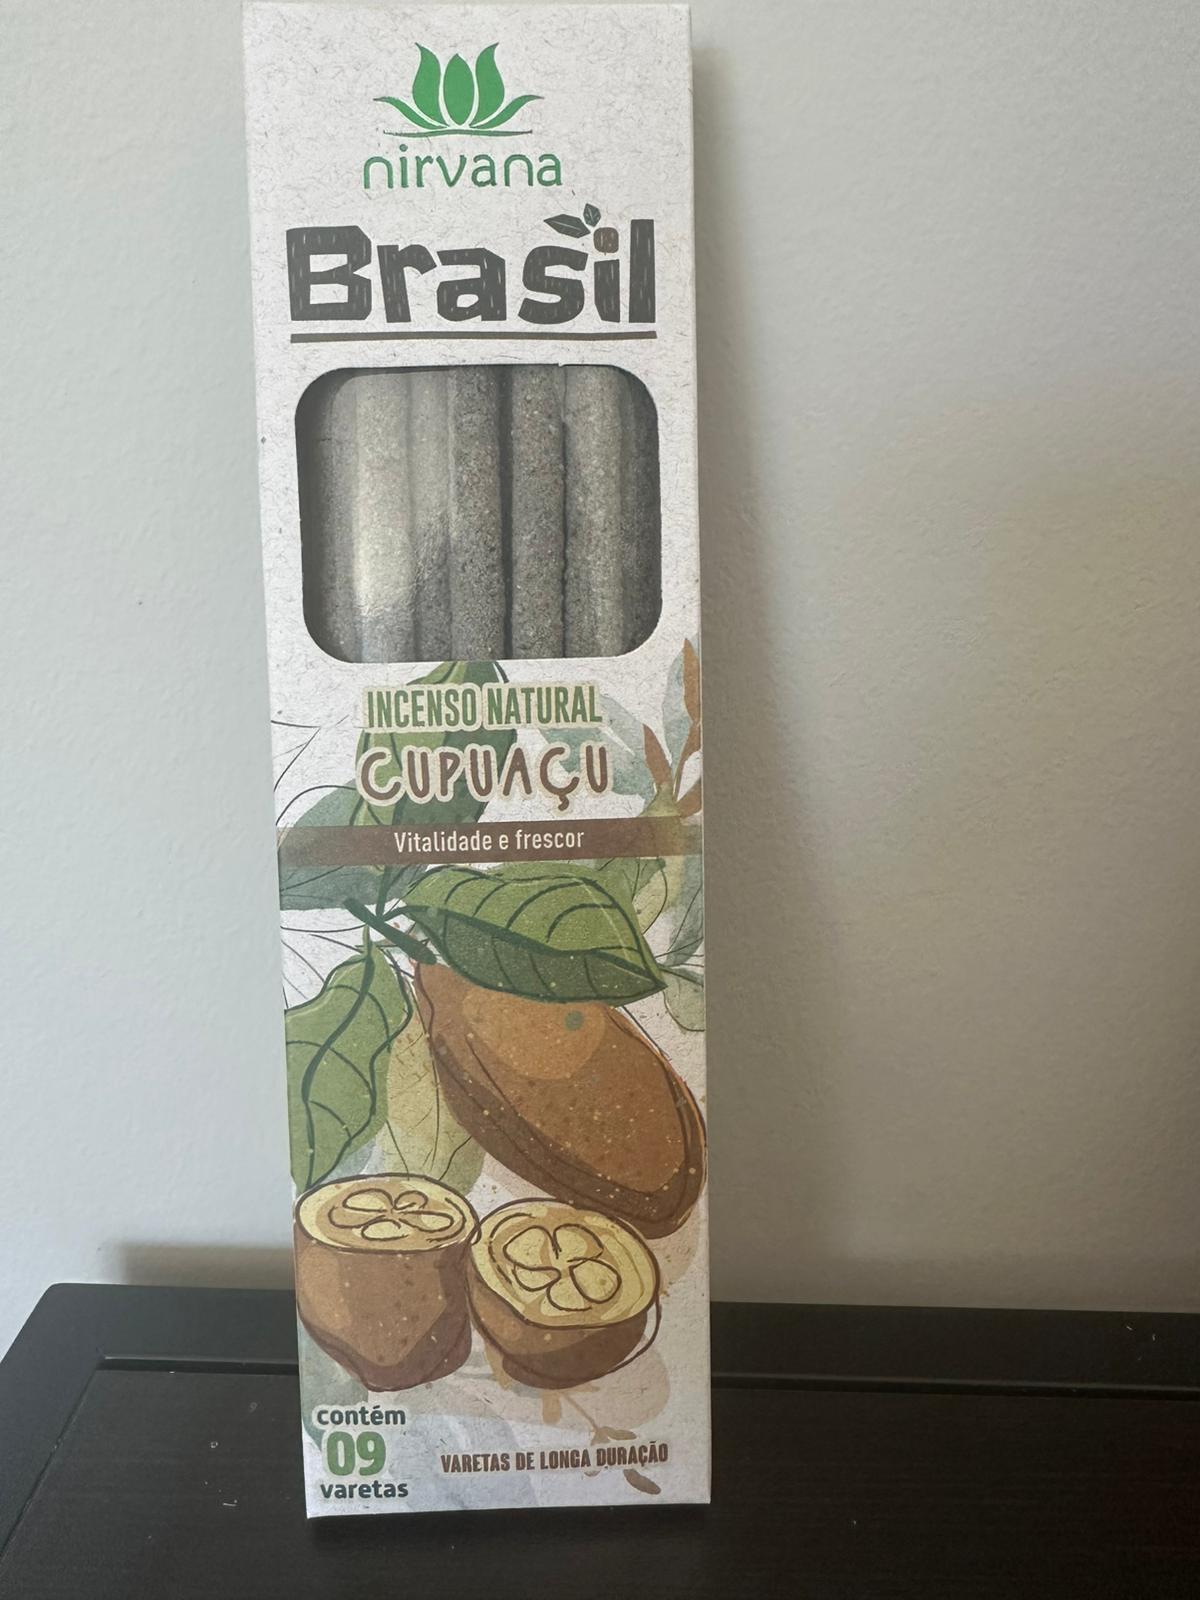 nirvana
Brasil
INCENSO NATURAL
CUPUAÇU
Vitalidade e frescor
contém
09
varetas
VARETAS DE LONGA DURAÇÃO